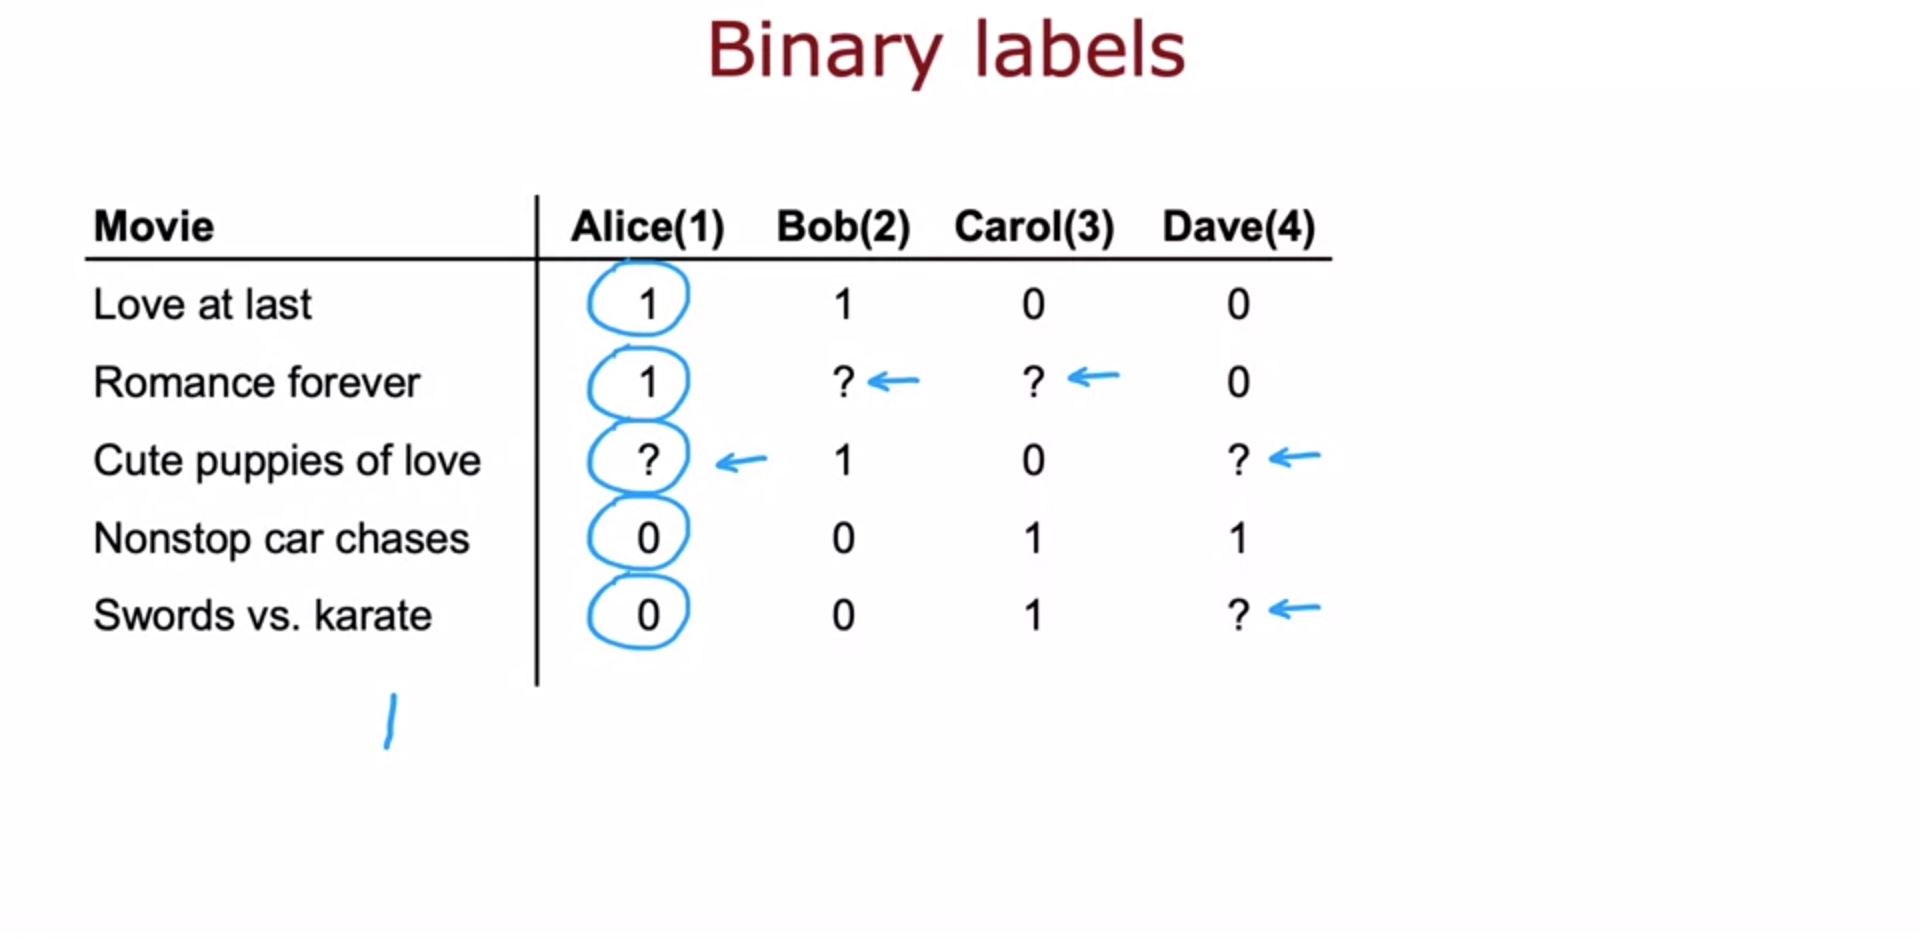 Binary labels
Movie Alice(1) Bob(2) Carol(3) Dave(4)
Love at last 1 1 0 0
Romance forever 1 ? ? 0
Cute puppies of love ? 1 0 ?
Nonstop car chases 0 0 1 1
Swords vs. karate 0 0 1 ?